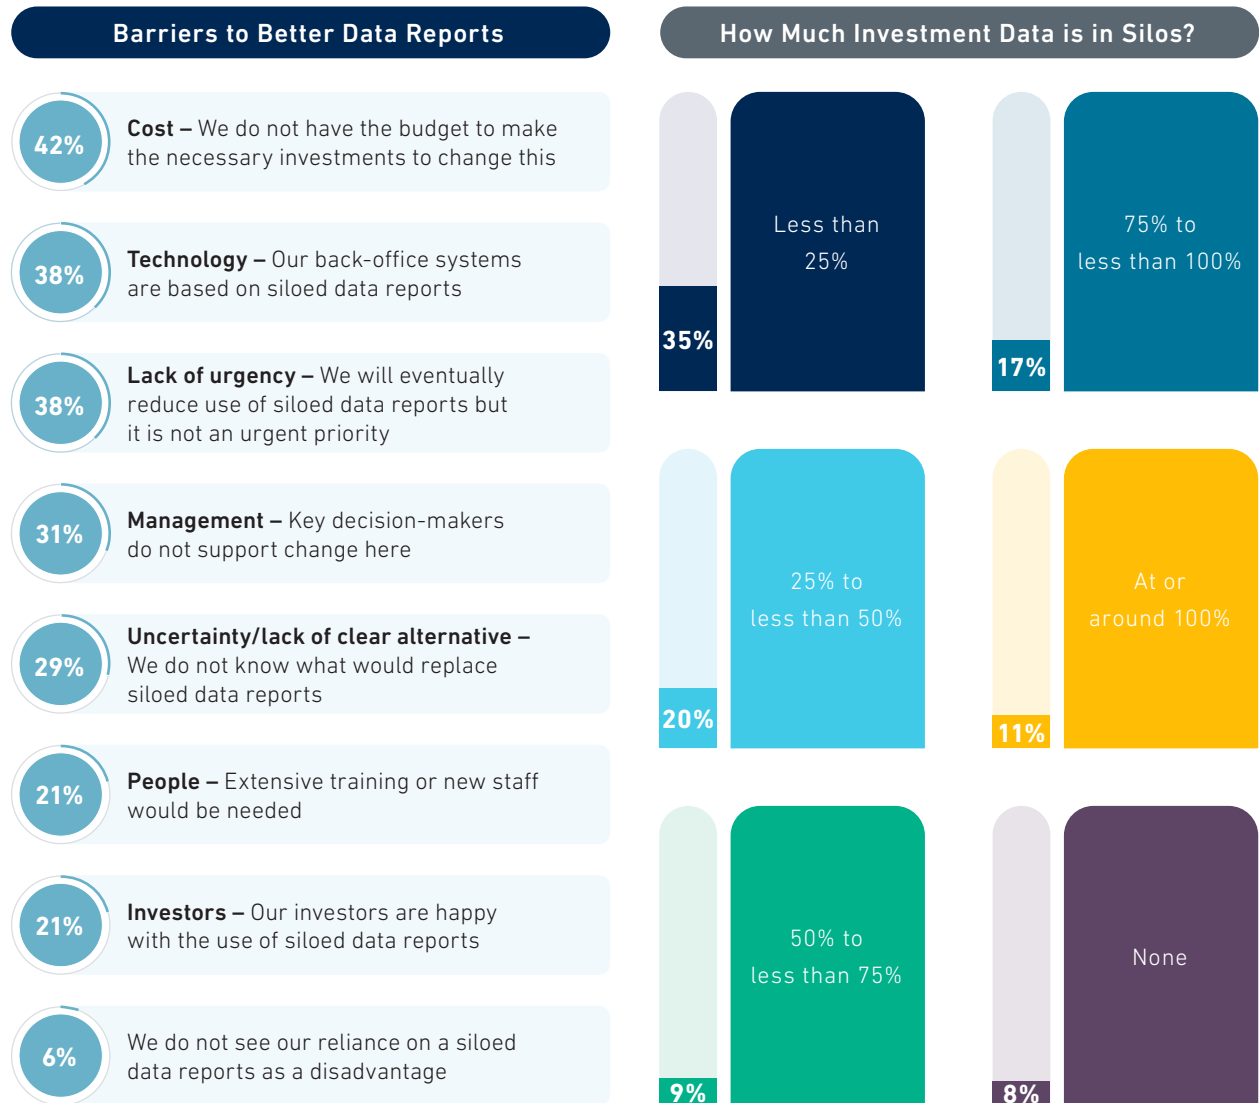 Barriers to Better Data Reports
42%
Cost – We do not have the budget to make
the necessary investments to change this
38%
Technology – Our back-office systems
are based on siloed data reports
38%
Lack of urgency – We will eventually
reduce use of siloed data reports but
it is not an urgent priority
31%
Management – Key decision-makers
do not support change here
29%
Uncertainty/lack of clear alternative –
We do not know what would replace
siloed data reports
21%
People – Extensive training or new staff
would be needed
21%
Investors – Our investors are happy
with the use of siloed data reports
6%
We do not see our reliance on a siloed
data reports as a disadvantage
How Much Investment Data is in Silos?
35%
Less than
25%
17%
75% to
less than 100%
20%
25% to
less than 50%
11%
At or
around 100%
9%
50% to
less than 75%
8%
None